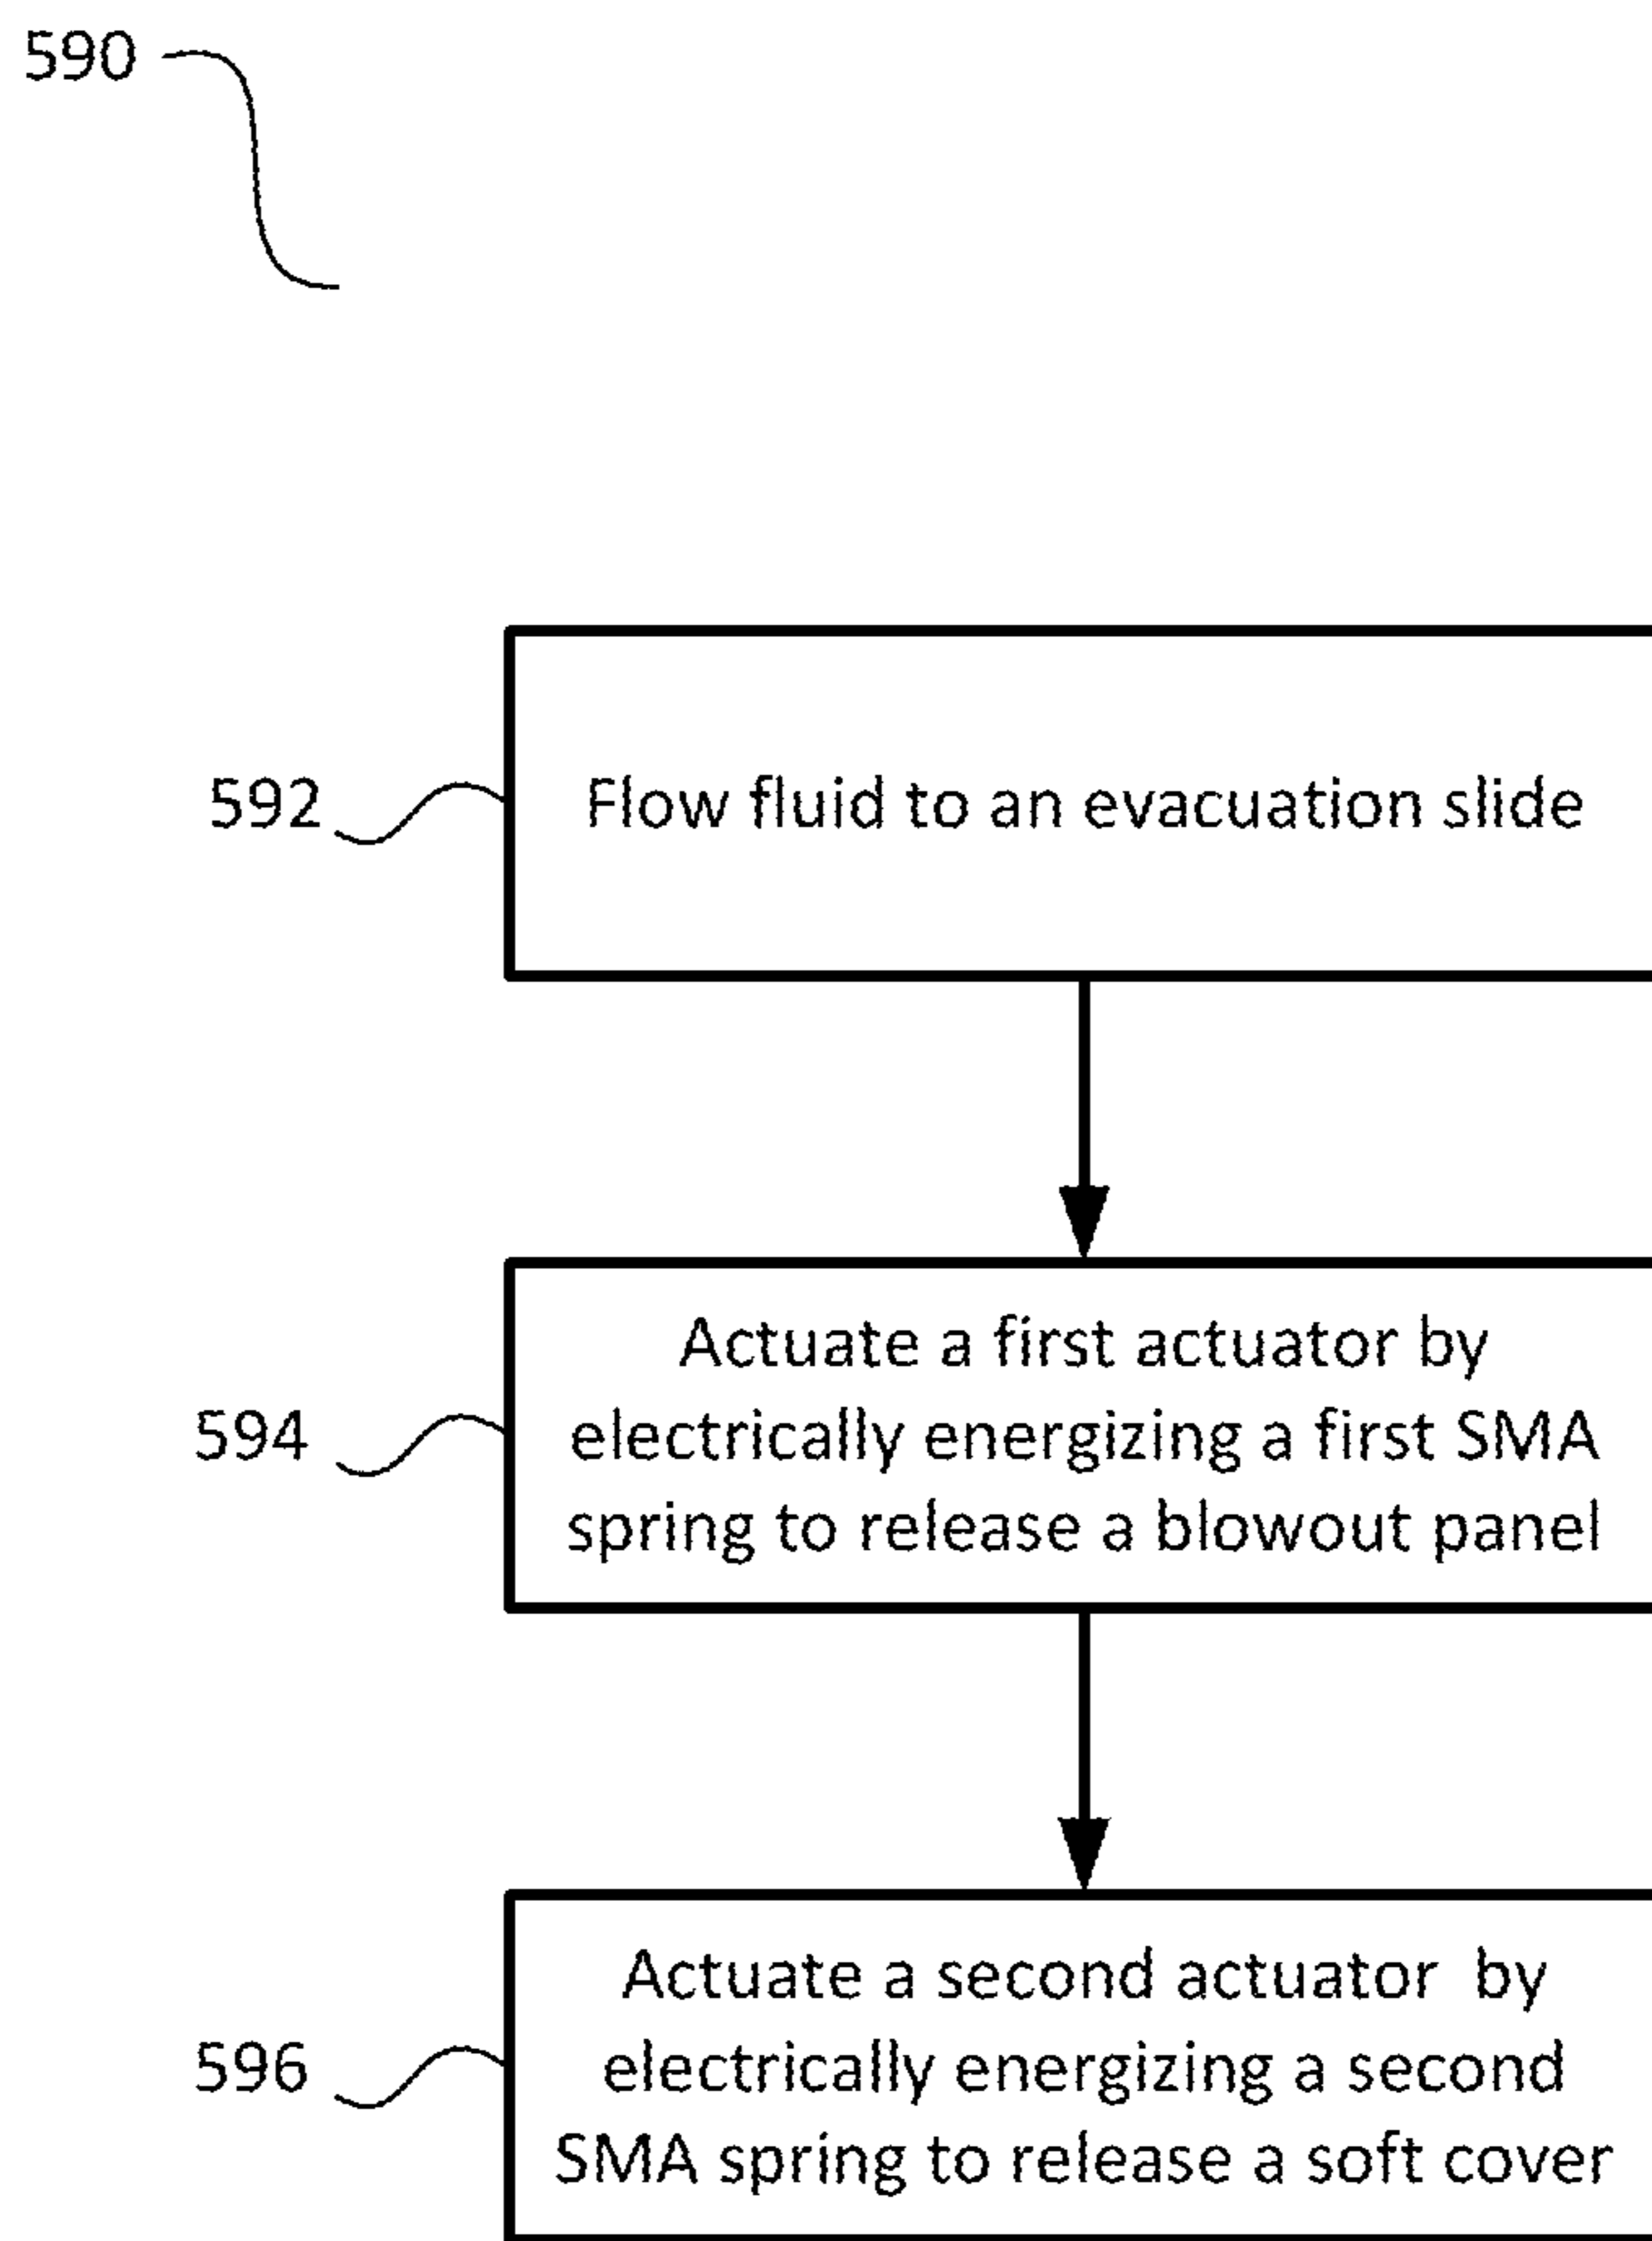 590
592
Flow fluid to an evacuation slide
594
Actuate a first actuator by
electrically energizing a first SMA
spring to release a blowout panel
596
Actuate a second actuator by
electrically energizing a second
SMA spring to release a soft cover